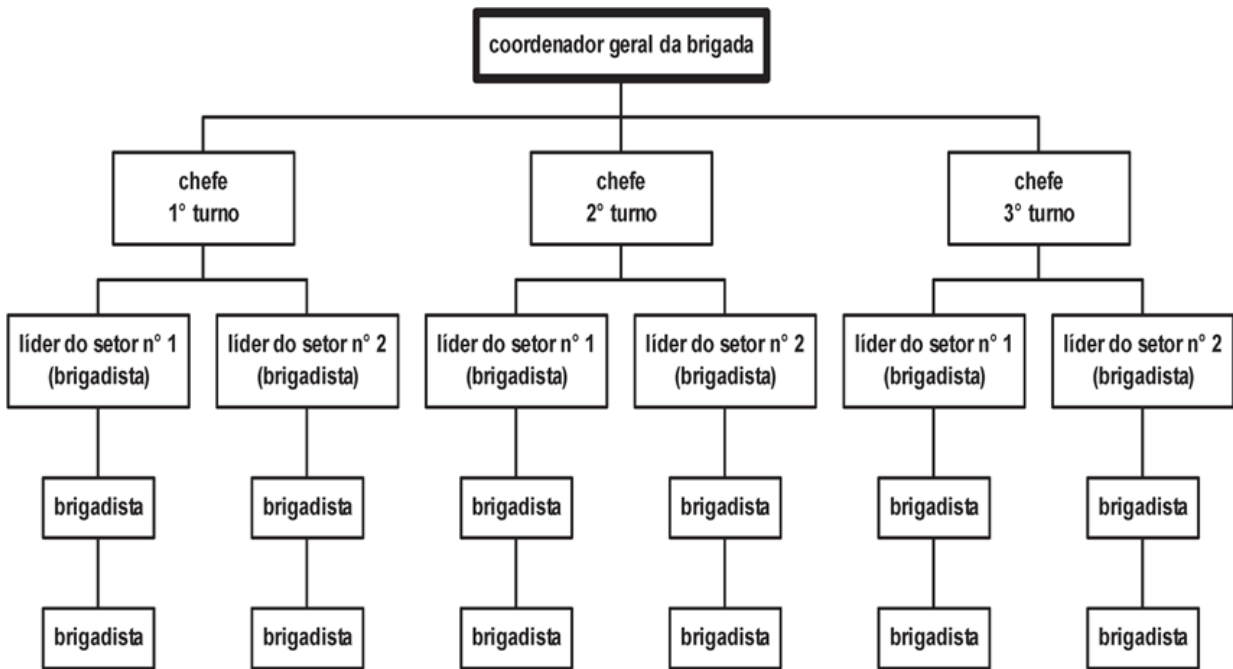 coordenador geral da brigada
chefe
1° turno
chefe
2° turno
chefe
3° turno
líder do setor n° 1
(brigadista)
líder do setor n° 2
(brigadista)
líder do setor n° 1
(brigadista)
líder do setor n° 2
(brigadista)
líder do setor n° 1
(brigadista)
líder do setor n° 2
(brigadista)
brigadista
brigadista
brigadista
brigadista
brigadista
brigadista
brigadista
brigadista
brigadista
brigadista
brigadista
brigadista